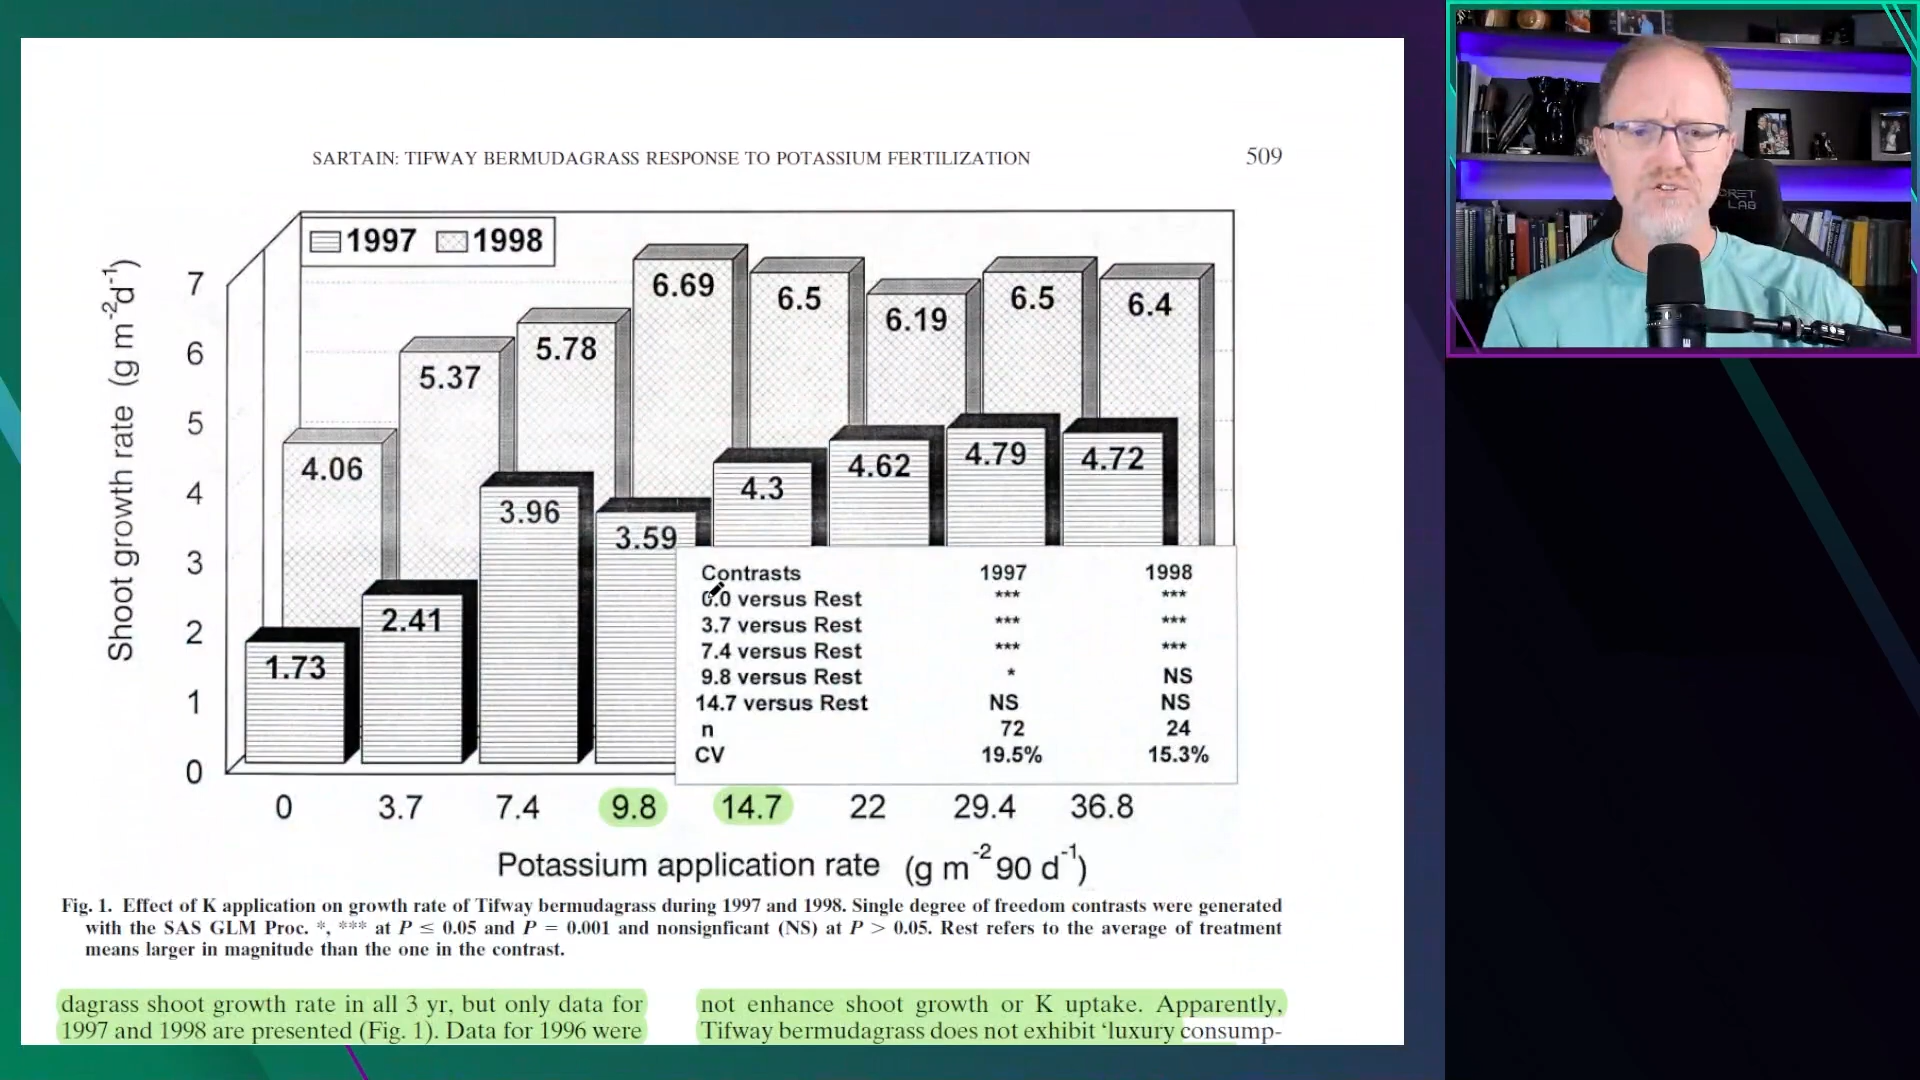 SARTAIN: TIFWAY BERMUDAGRASS RESPONSE TO POTASSIUM FERTILIZATION 509
1997 1998
Shoot growth rate (g m-2d-1)
7
6
5
4
3
2
1
0
4.06
5.37
5.78
6.69
6.5
6.19
6.5
6.4
1.73
2.41
3.96
3.59
4.3
4.62
4.79
4.72
Contrasts 1997 1998
0.0 versus Rest *** ***
3.7 versus Rest *** ***
7.4 versus Rest *** ***
9.8 versus Rest * NS
14.7 versus Rest NS NS
n 72 24
CV 19.5% 15.3%
0 3.7 7.4 9.8 14.7 22 29.4 36.8
Potassium application rate (g m-2 90 d-1)
Fig. 1. Effect of K application on growth rate of Tifway bermudagrass during 1997 and 1998. Single degree of freedom contrasts were generated
with the SAS GLM Proc. *, *** at P ≤ 0.05 and P = 0.001 and nonsignficant (NS) at P > 0.05. Rest refers to the average of treatment
means larger in magnitude than the one in the contrast.
dagrass shoot growth rate in all 3 yr, but only data for
1997 and 1998 are presented (Fig. 1). Data for 1996 were
not enhance shoot growth or K uptake. Apparently,
Tifway bermudagrass does not exhibit ‘luxury consump-
LAB